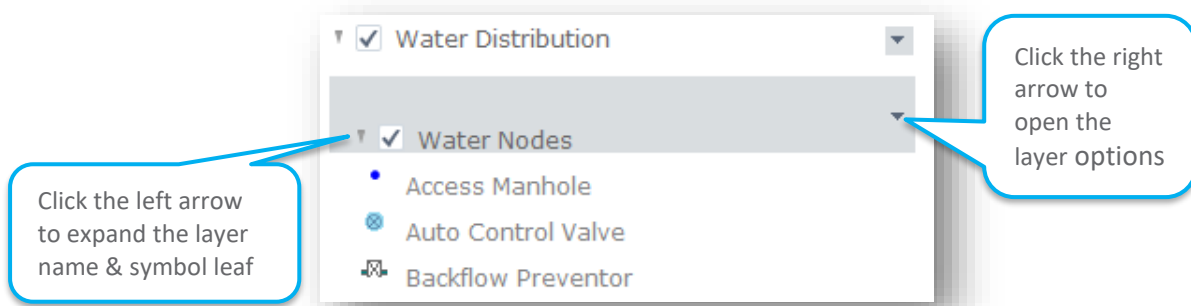 Water Distribution
Water Nodes
Access Manhole
Auto Control Valve
Backflow Preventor
Click the left arrow
to expand the layer
name & symbol leaf
Click the right
arrow to
open the
layer options